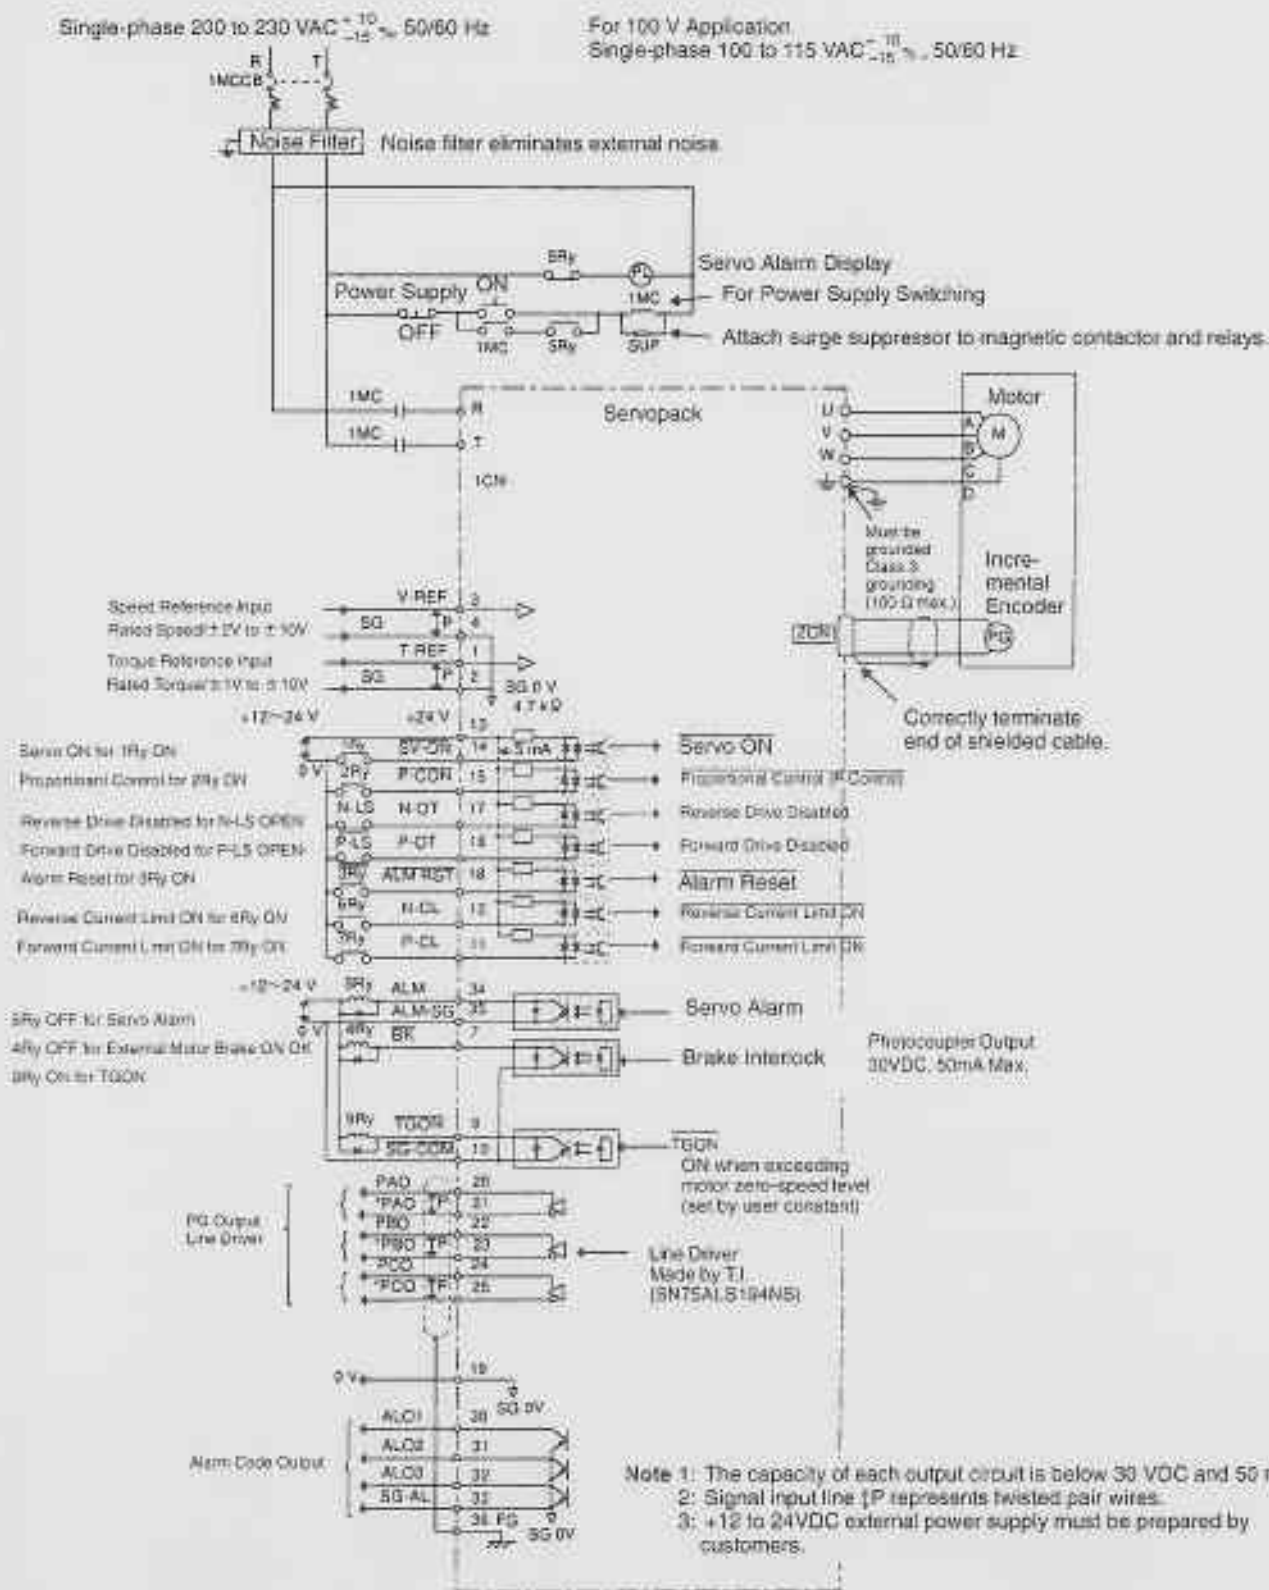 Single-phase 200 to 230 VAC +10 −15 %, 50/60 Hz
For 100 V Application
Single-phase 100 to 115 VAC +10 −15 %, 50/60 Hz
R T
1MCCB
Noise Filter
Noise filter eliminates external noise
5Ry
PL
Servo Alarm Display
Power Supply
ON
1MC
For Power Supply Switching
OFF
1MC
5Ry
SUP
Attach surge suppressor to magnetic contactor and relays.
1MC
R
Servopack
1MC
T
1CN
U
V
W
A
B
C
D
Motor
M
Must be
grounded
Class 3
grounding
(100 Ω max.)
Incre-
mental
Encoder
2CN
PG
Correctly terminate
end of shielded cable.
Speed Reference Input
V-REF 3
Rated Speed/±2V to ±10V
SG P 4
Torque Reference Input
T-REF 1
Rated Torque/±1V to ±10V
SG P 2
SG 0 V
4.7 kΩ
+12~24 V
+24 V 13
Servo ON for 1Ry ON
1Ry SV-ON 14
5 mA
Servo ON
0 V
Proportional Control for 2Ry ON
2Ry P-CON 15
Proportional Control (P Control)
Reverse Drive Disabled for N-LS OPEN
N-LS N-OT 17
Reverse Drive Disabled
Forward Drive Disabled for P-LS OPEN
P-LS P-OT 16
Forward Drive Disabled
Alarm Reset for 3Ry ON
3Ry ALM-RST 18
Alarm Reset
Reverse Current Limit ON for 6Ry ON
6Ry N-CL 12
Reverse Current Limit ON
Forward Current Limit ON for 7Ry ON
7Ry P-CL 11
Forward Current Limit ON
+12~24 V
5Ry ALM 34
Servo Alarm
5Ry OFF for Servo Alarm
ALM-SG 35
0 V
4Ry OFF for External Motor Brake ON OK
4Ry BK 7
Brake Interlock
Photocoupler Output
30VDC, 50mA Max.
9Ry ON for TGON
9Ry TGON 9
SG-COM 10
TGON
ON when exceeding
motor zero-speed level
(set by user constant)
PG Output
Line Driver
PAO 20
*PAO P 21
PBO 22
*PBO P 23
PCO 24
*PCO P 25
Line Driver
Made by T.I.
(SN75ALS194NS)
0 V 19
SG 0V
Alarm Code Output
ALO1 30
ALO2 31
ALO3 32
SG-AL 33
36 FG
SG 0V
Note 1: The capacity of each output circuit is below 30 VDC and 50
2: Signal input line P represents twisted pair wires.
3: +12 to 24VDC external power supply must be prepared by
customers.